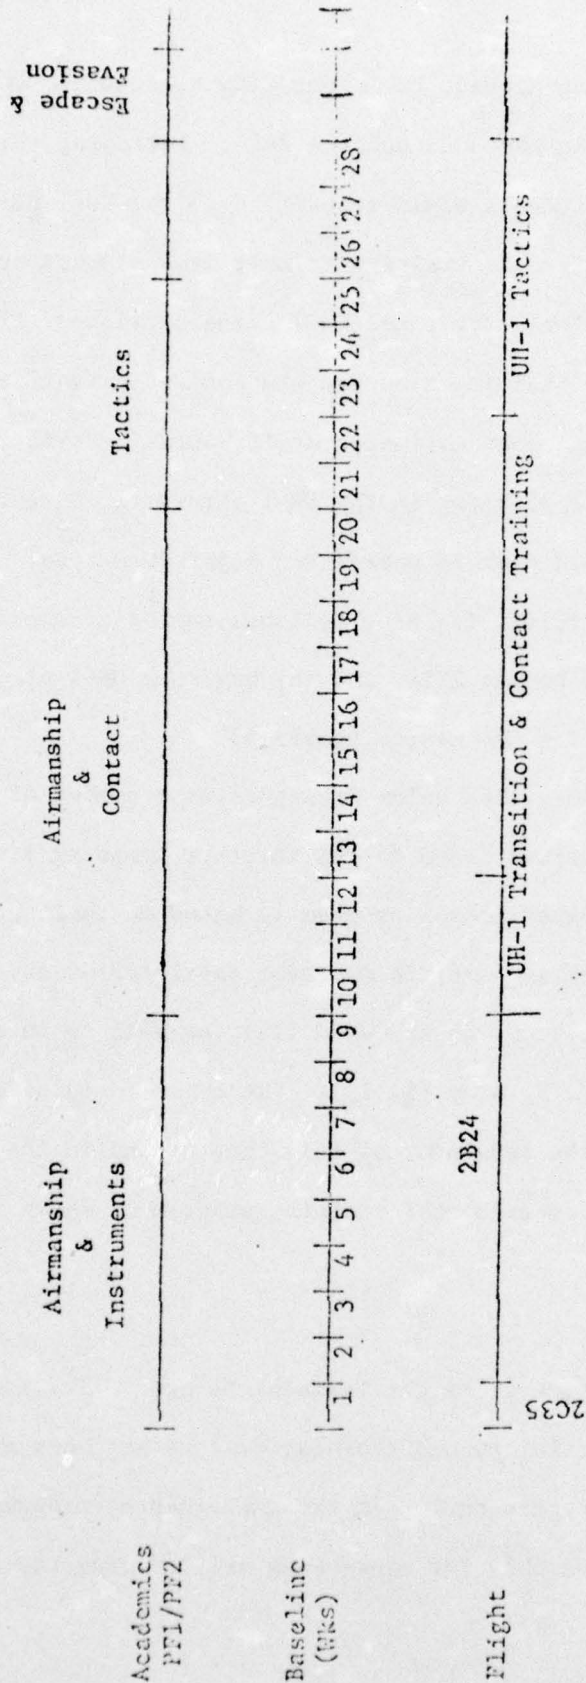 Academics
PF1/PF2
Airmanship
&
Instruments
Airmanship
&
Contact
Tactics
Escape &
Evasion
Baseline
(Wks)
1 2 3 4 5 6 7 8 9 10 11 12 13 14 15 16 17 18 19 20 21 22 23 24 25 26 27 28
Flight
2C35
2B24
UH-1 Transition & Contact Training
UH-1 Tactics